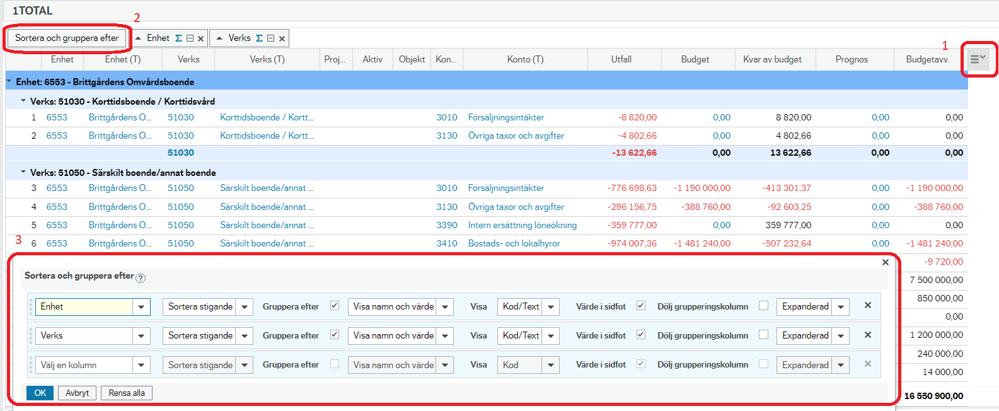 1TOTAL
2
Sortera och gruppera efter Enhet Σ Verks Σ
1
Enhet Enhet (T) Verks Verks (T) Proj... Aktiv Objekt Kon... Konto (T) Utfall Budget Kvar av budget Prognos Budgetavv.
Enhet: 6553 - Brittgårdens Omvårdsboende
Verks: 51030 - Korttidsboende / Korttidsvård
1 6553 Brittgårdens O... 51030 Korttidsboende / Kortt... 3010 Försäljningsintäkter -8 820,00 0,00 8 820,00 0,00 0,00
2 6553 Brittgårdens O... 51030 Korttidsboende / Kortt... 3130 Övriga taxor och avgifter -4 802,66 0,00 4 802,66 0,00 0,00
51030 -13 622,66 0,00 13 622,66 0,00 0,00
Verks: 51050 - Särskilt boende/annat boende
3 6553 Brittgårdens O... 51050 Särskilt boende/annat ... 3010 Försäljningsintäkter -776 698,63 -1 190 000,00 -413 301,37 0,00 -1 190 000,00
4 6553 Brittgårdens O... 51050 Särskilt boende/annat ... 3130 Övriga taxor och avgifter -296 156,75 -388 760,00 -92 603,25 0,00 -388 760,00
5 6553 Brittgårdens O... 51050 Särskilt boende/annat ... 3390 Intern ersättning löneökning -359 777,00 0,00 359 777,00 0,00 0,00
6 6553 Brittgårdens O... 51050 Särskilt boende/annat ... 3410 Bostads- och lokalhyror -974 007,36 -1 481 240,00 -507 232,64 0,00 -1 481 240,00
3
Sortera och gruppera efter ?
Enhet Sortera stigande Gruppera efter Visa namn och värde Visa Kod/Text Värde i sidfot Dölj grupperingskolumn Expanderad
Verks Sortera stigande Gruppera efter Visa namn och värde Visa Kod/Text Värde i sidfot Dölj grupperingskolumn Expanderad
Välj en kolumn Sortera stigande Gruppera efter Visa namn och värde Visa Kod Värde i sidfot Dölj grupperingskolumn Expanderad
OK Avbryt Rensa alla
-9 720,00
7 500 000,00
850 000,00
0,00
1 200 000,00
240 000,00
14 000,00
16 550 900,00